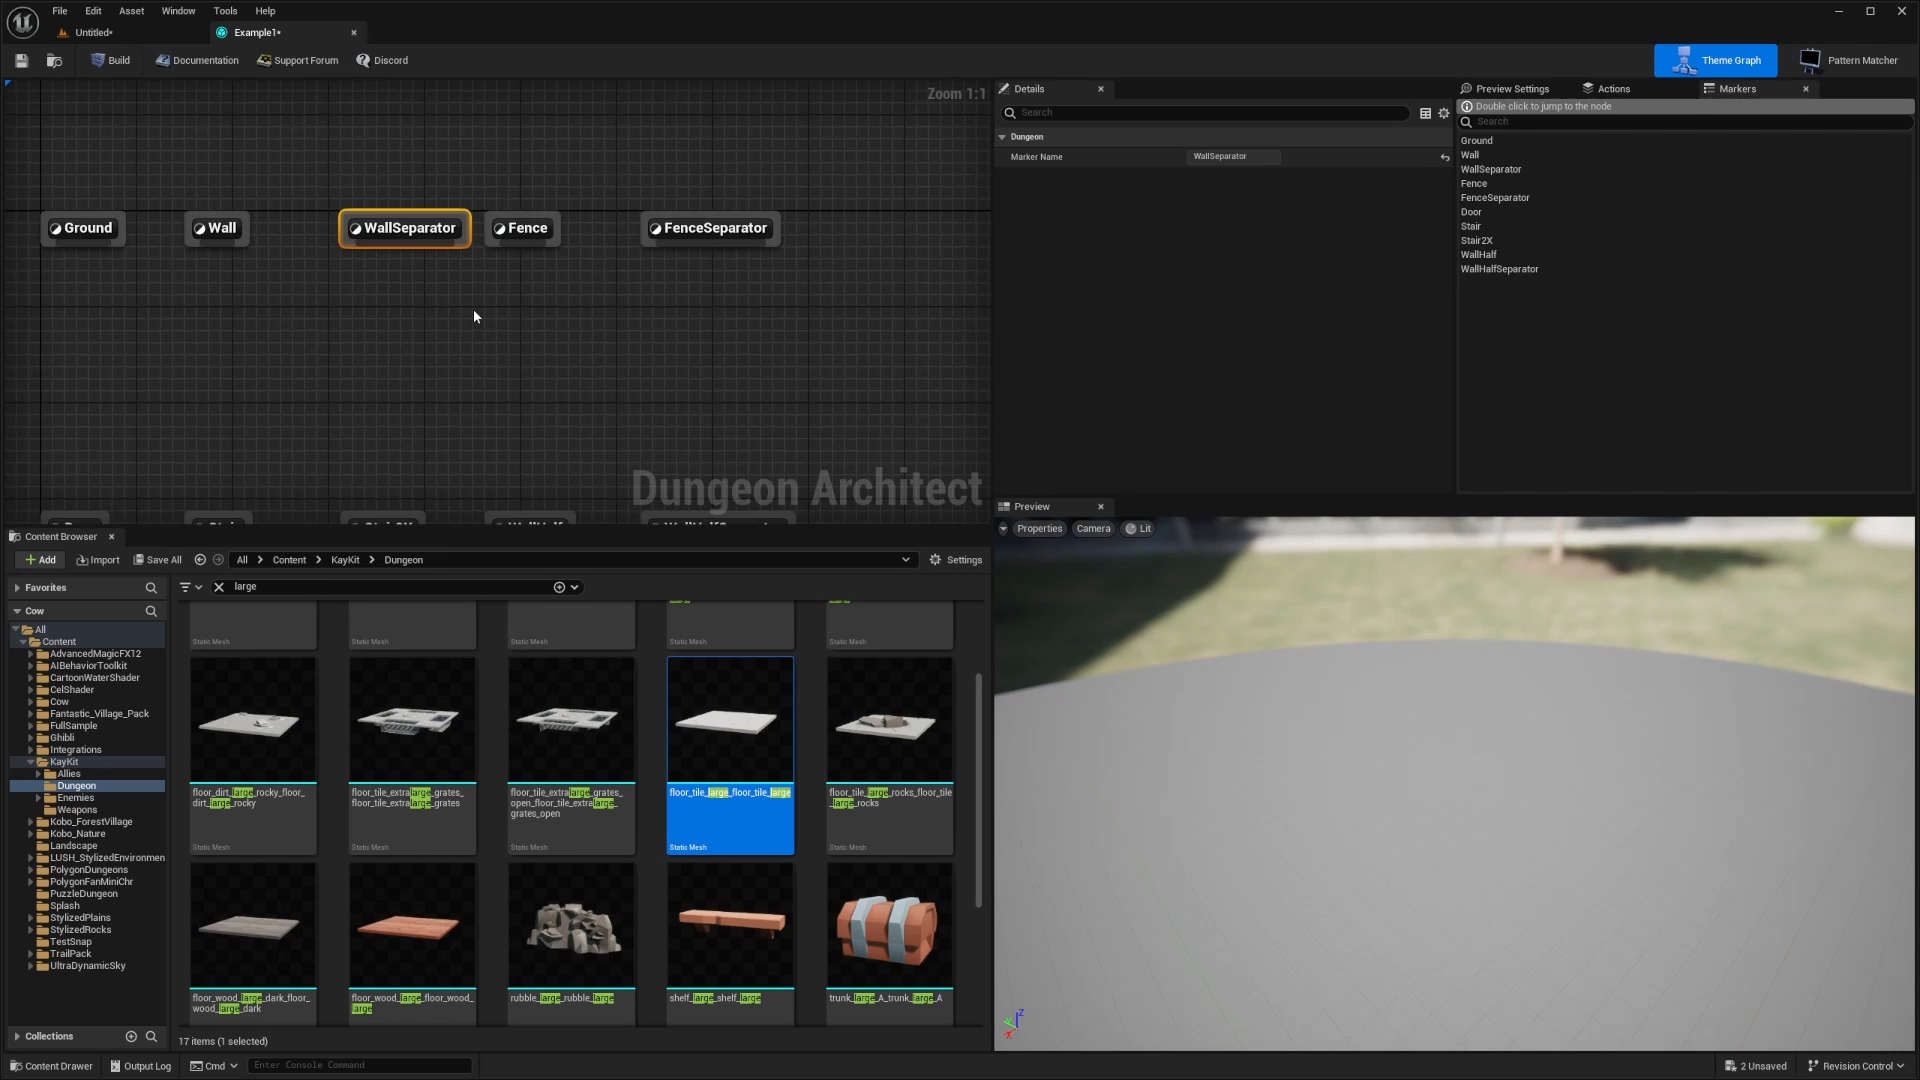 File Edit Asset Window Tools Help
Untitled* Example1*
Build Documentation Support Forum Discord Theme Graph Pattern Matcher
Zoom 1:1
Ground Wall WallSeparator Fence FenceSeparator
Dungeon Architect
Details
Search
Dungeon
Marker Name WallSeparator
Preview Settings Actions Markers
Double click to jump to the node
Search
Ground
Wall
WallSeparator
Fence
FenceSeparator
Door
Stair
Stair2X
WallHalf
WallHalfSeparator
Preview
Properties Camera Lit
Content Browser
Add Import Save All All Content KayKit Dungeon Settings
Favorites
Cow
All
Content
AdvancedMagicFX12
AIBehaviorToolkit
CartoonWaterShader
CelShader
Cow
Fantastic_Village_Pack
FullSample
Ghibli
Integrations
KayKit
Allies
Dungeon
Enemies
Weapons
Kobo_ForestVillage
Kobo_Nature
Landscape
LUSH_StylizedEnvironmen
PolygonDungeons
PolygonFanMiniChr
PuzzleDungeon
Splash
StylizedPlains
StylizedRocks
TestSnap
TrailPack
UltraDynamicSky
Collections
large
Static Mesh Static Mesh Static Mesh Static Mesh Static Mesh
floor_dirt_large_rocky_floor_
dirt_large_rocky
Static Mesh
floor_tile_extralarge_grates_
floor_tile_extralarge_grates
Static Mesh
floor_tile_extralarge_grates_
open_floor_tile_extralarge_
grates_open
Static Mesh
floor_tile_large_floor_tile_large
Static Mesh
floor_tile_large_rocks_floor_tile
_large_rocks
Static Mesh
floor_wood_large_dark_floor_
wood_large_dark
floor_wood_large_floor_wood_
large
rubble_large_rubble_large
shelf_large_shelf_large
trunk_large_A_trunk_large_A
17 items (1 selected)
Content Drawer Output Log Cmd Enter Console Command 2 Unsaved Revision Control